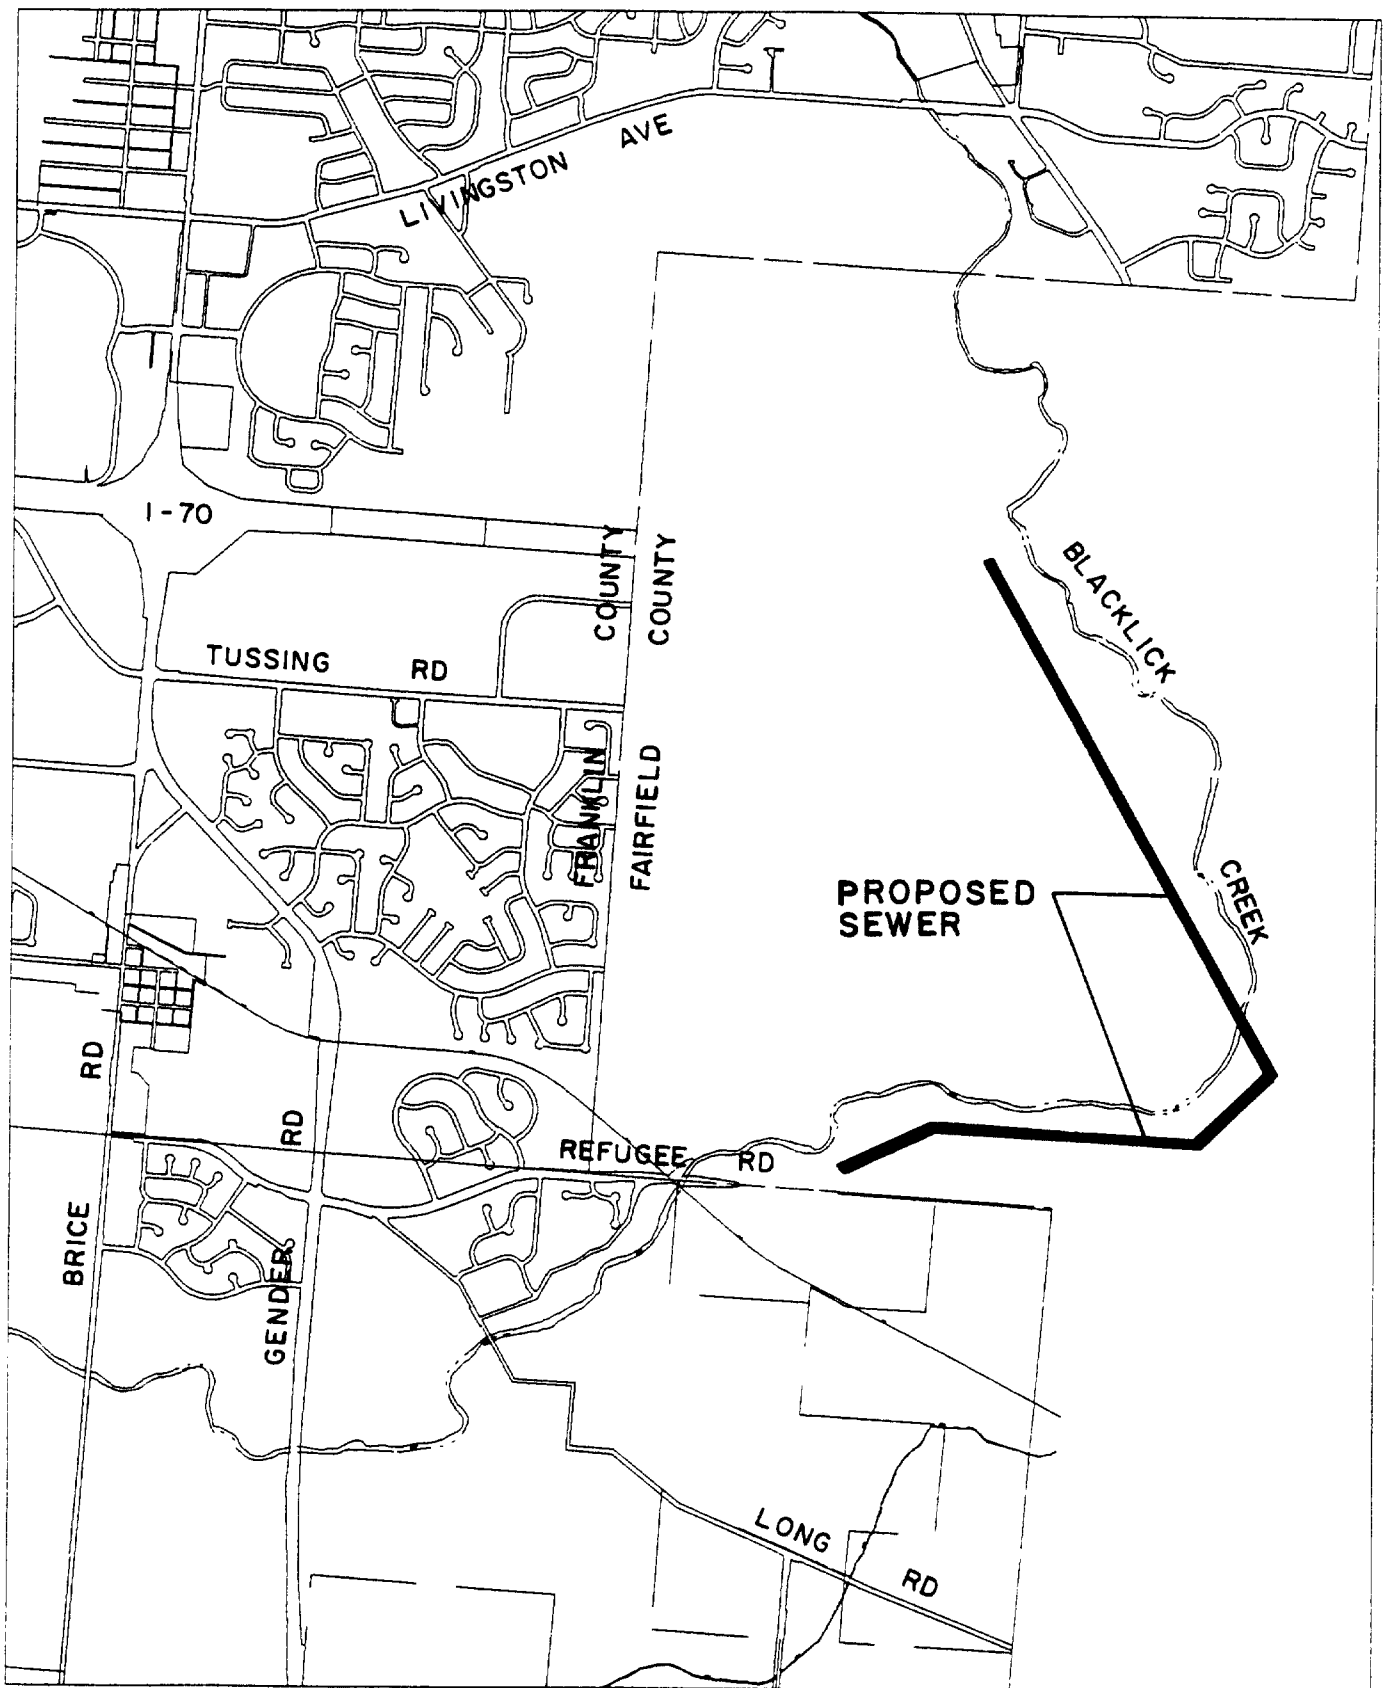 LIVINGSTON AVE
I-70
COUNTY
COUNTY
BLACKLICK
TUSSING RD
FRANKLIN
FAIRFIELD
PROPOSED
SEWER
CREEK
RD
RD
REFUGEE RD
BRICE
GENDER
LONG RD